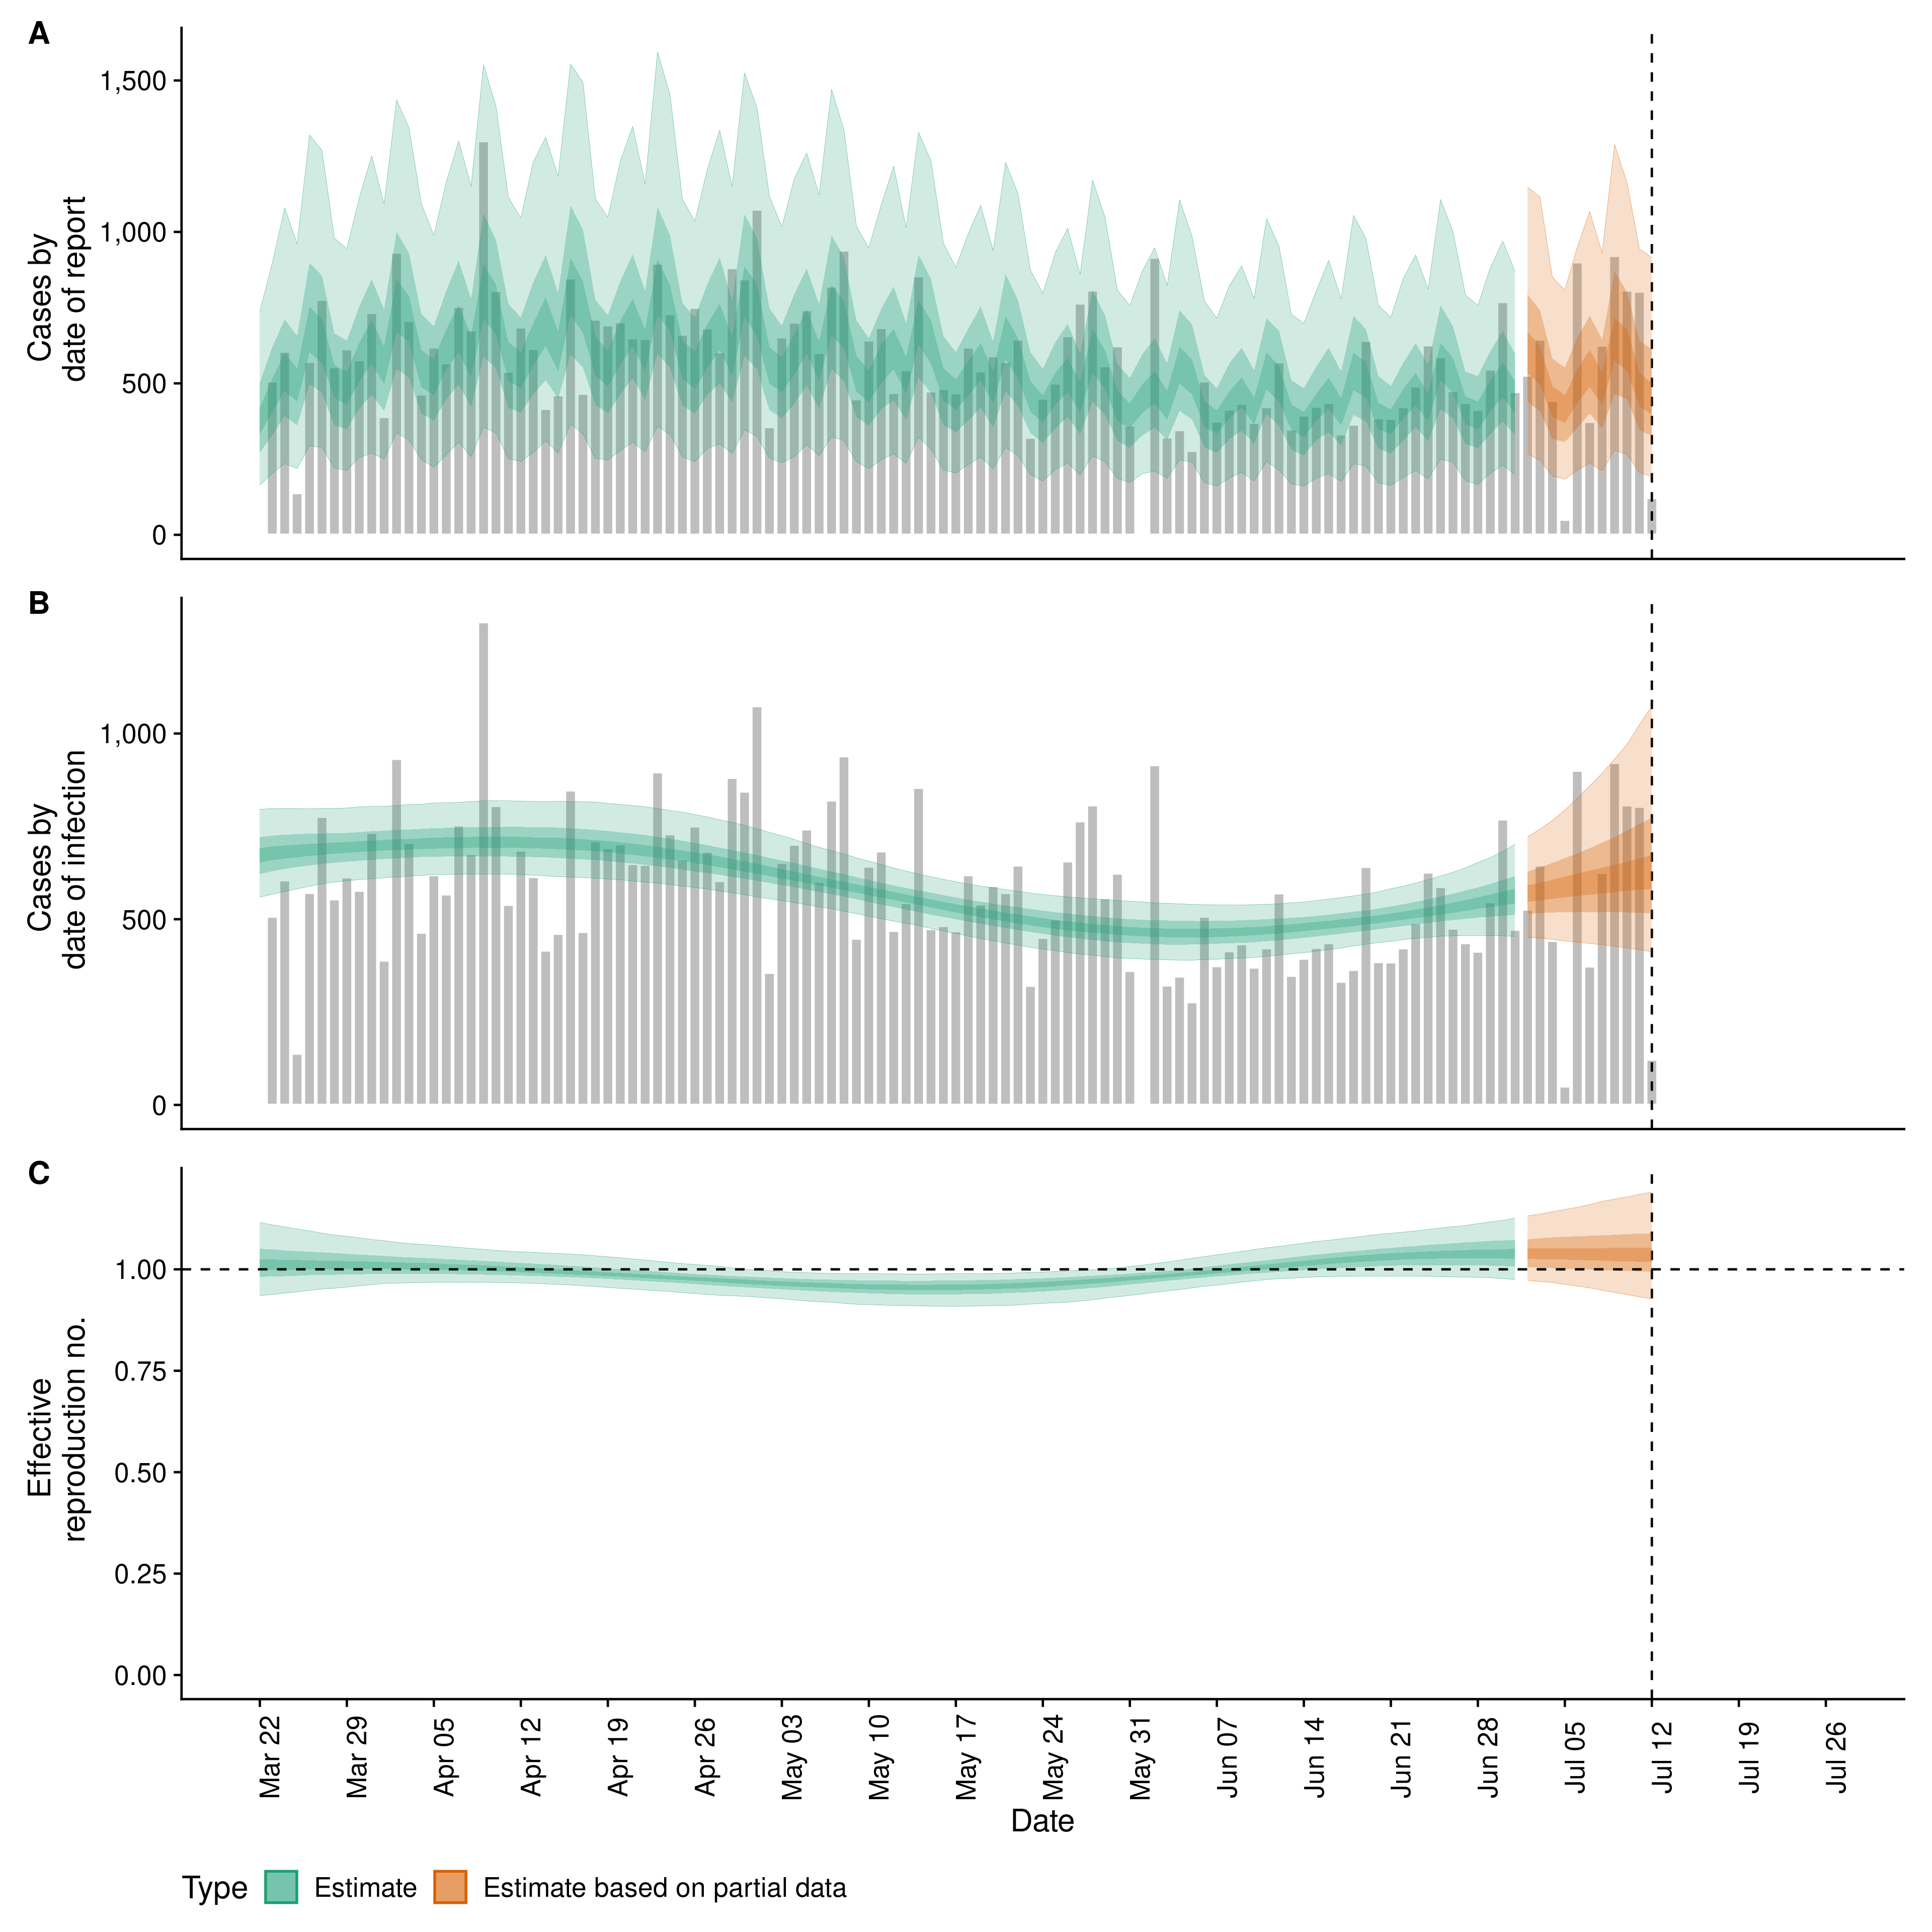 A
1,500
1,000
500
0
Cases by
date of report
B
1,000
500
0
Cases by
date of infection
C
1.00
0.75
0.50
0.25
0.00
Effective
reproduction no.
Mar 22
Mar 29
Apr 05
Apr 12
Apr 19
Apr 26
May 03
May 10
May 17
May 24
May 31
Jun 07
Jun 14
Jun 21
Jun 28
Jul 05
Jul 12
Jul 19
Jul 26
Date
Type Estimate Estimate based on partial data